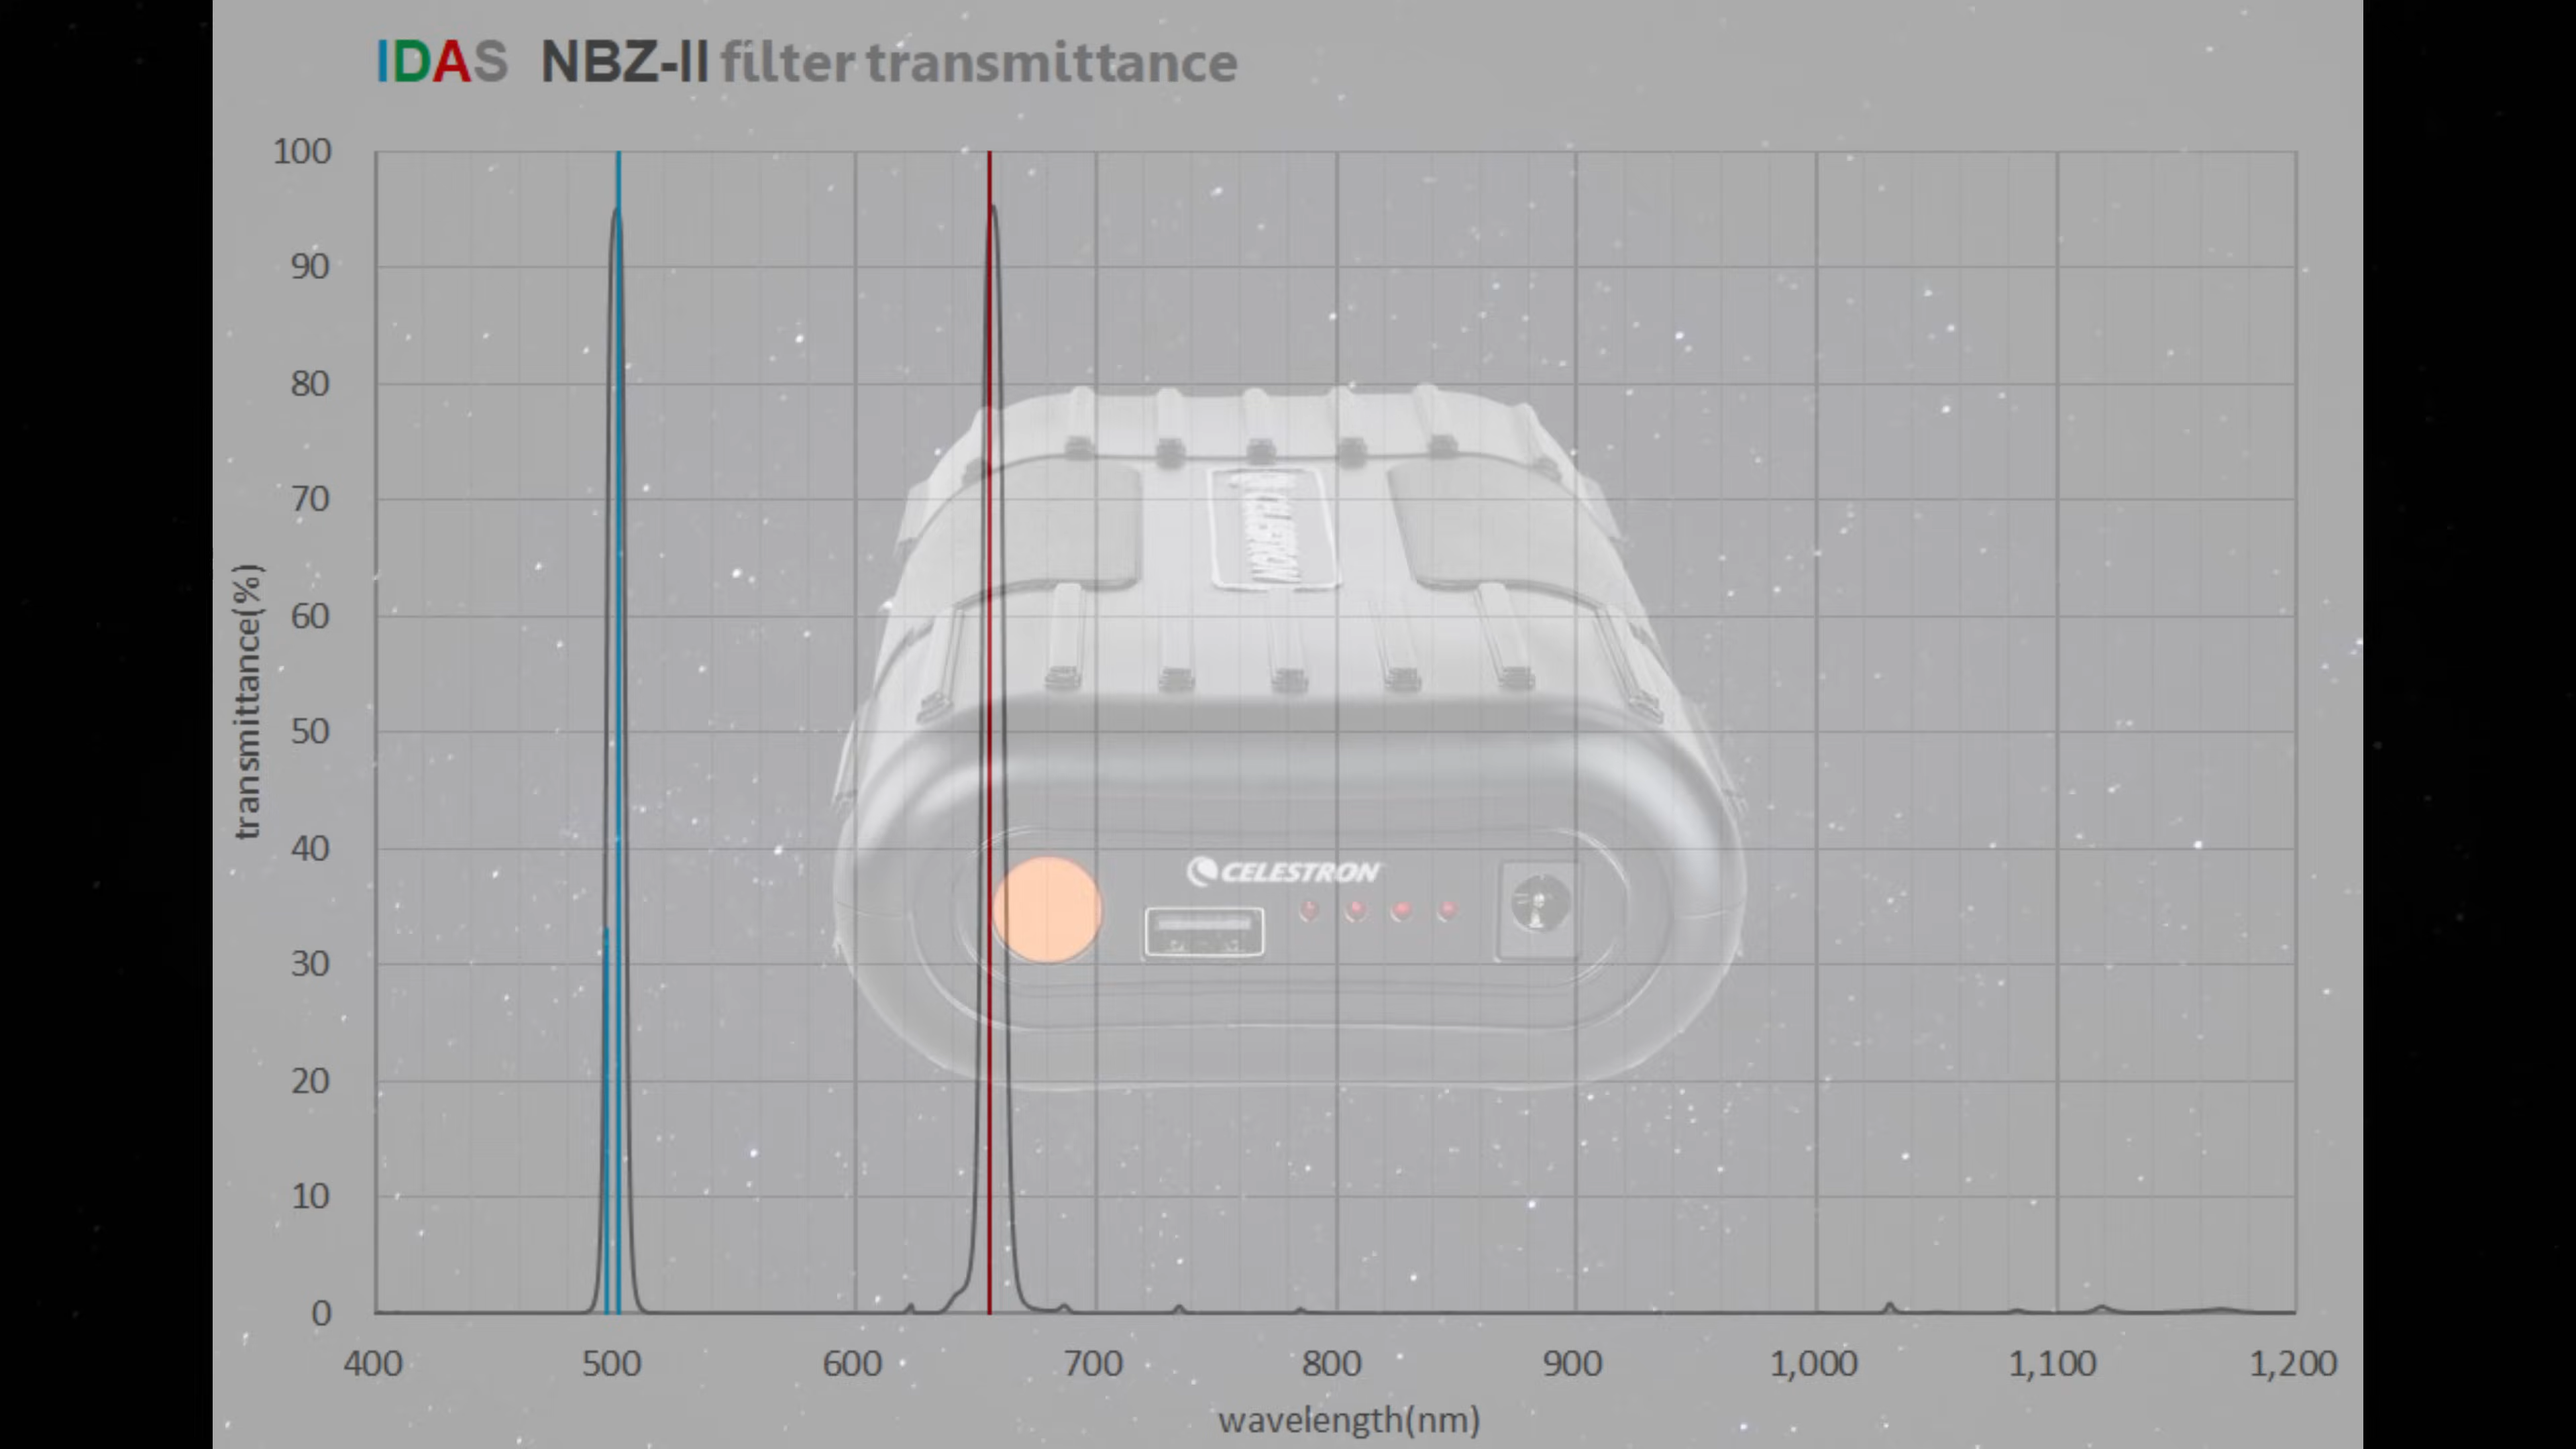 IDAS NBZ-II filter transmittance
100
90
80
70
60
50
40
30
20
10
0
transmittance(%)
CELESTRON
CELESTRON
400 500 600 700 800 900 1,000 1,100 1,200
wavelength(nm)